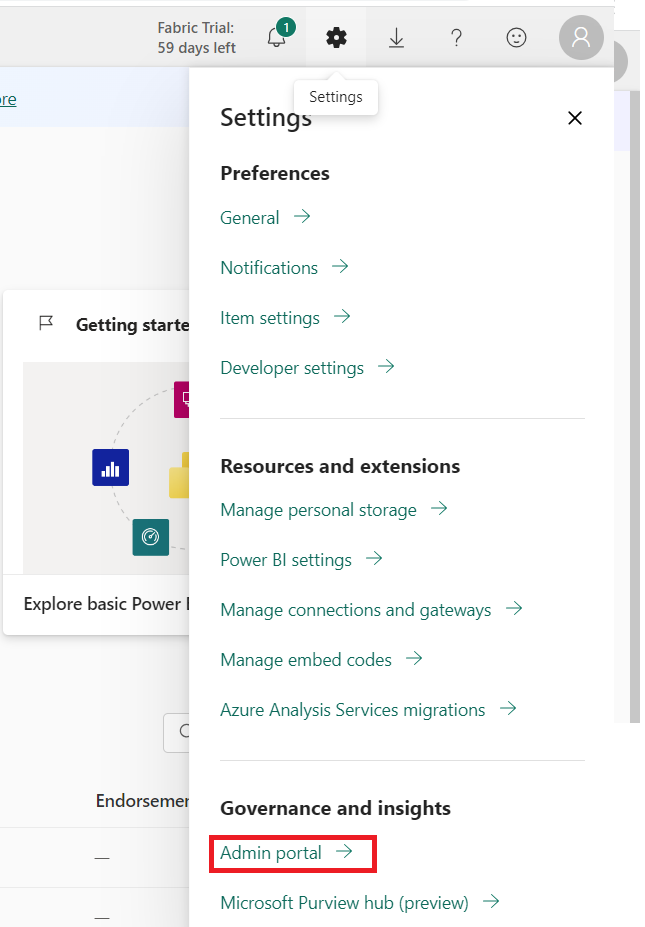 Fabric Trial:
59 days left
1
?
re
Settings
Settings
Preferences
General
Notifications
Item settings
Developer settings
Getting starte
Resources and extensions
Manage personal storage
Power BI settings
Explore basic Power
Manage connections and gateways
Manage embed codes
Azure Analysis Services migrations
Endorsemen
Governance and insights
Admin portal
—
Microsoft Purview hub (preview)
—